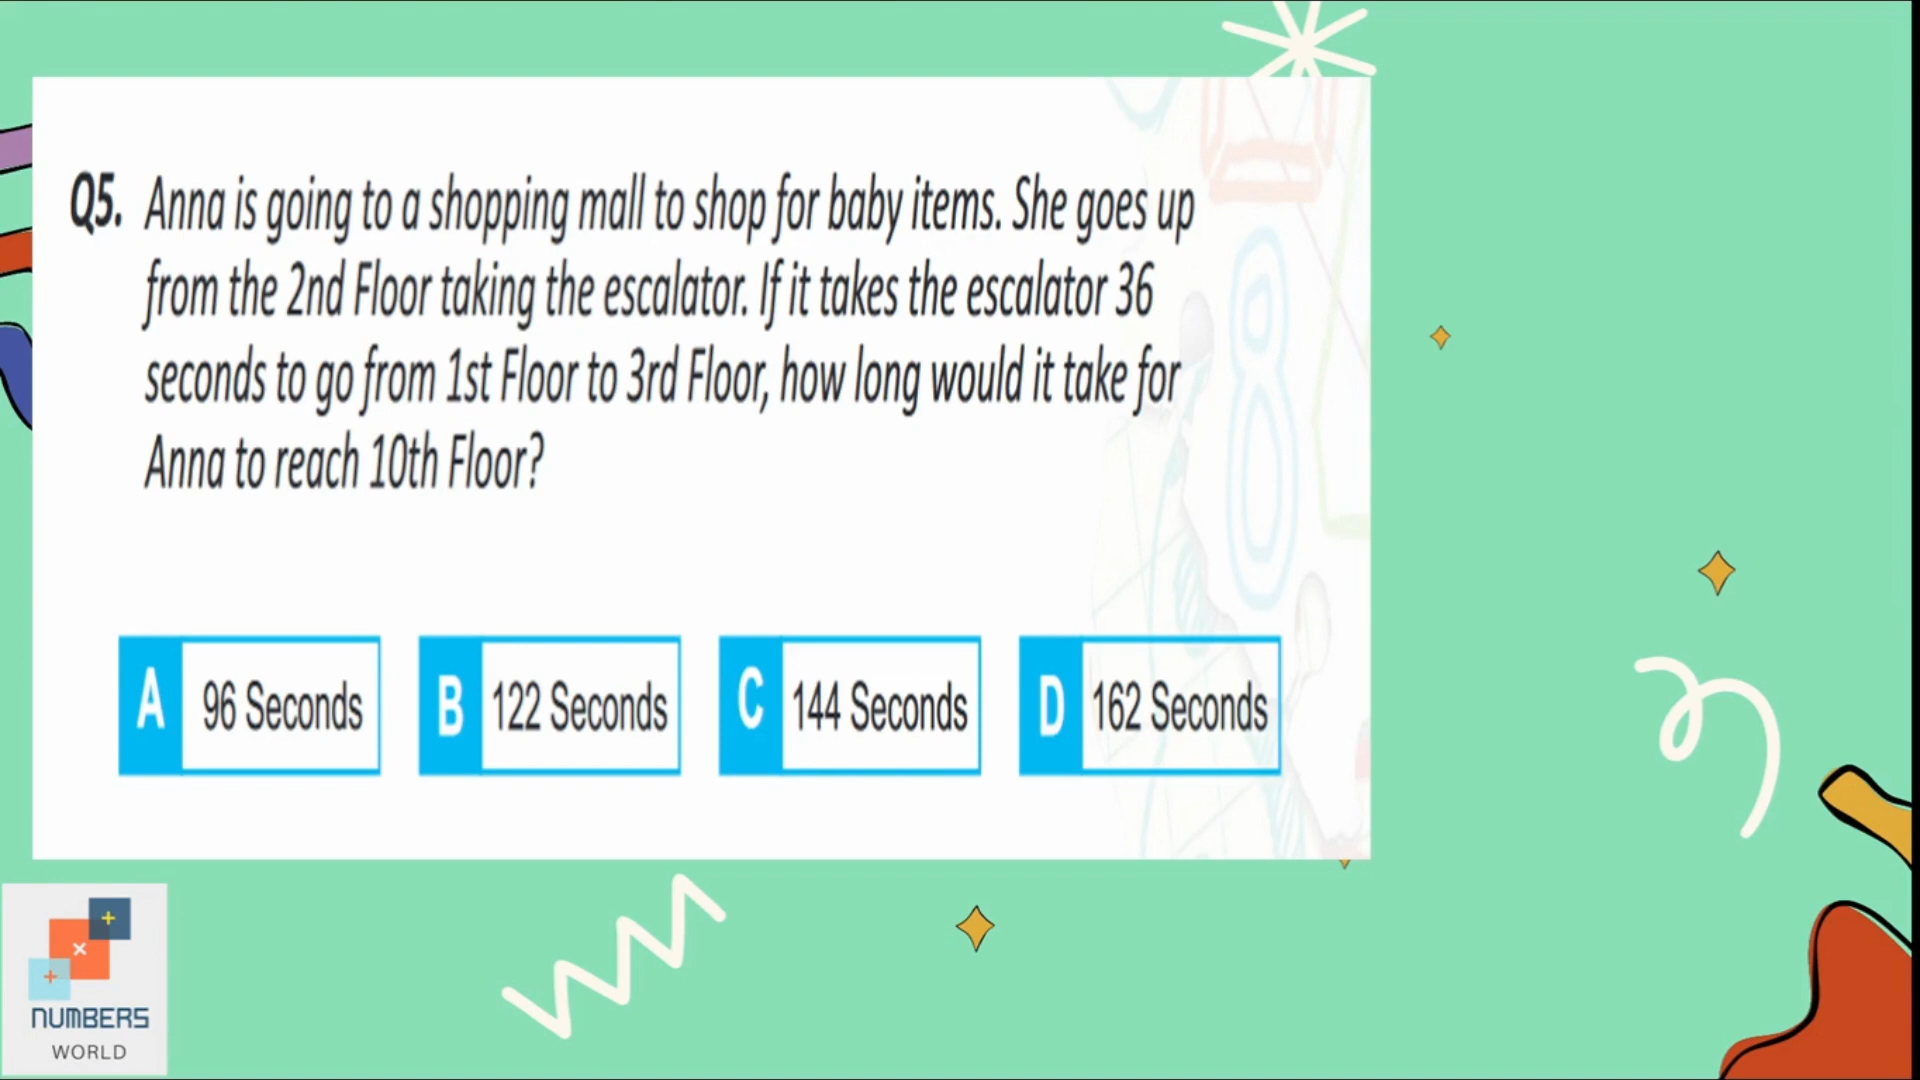 Q5. Anna is going to a shopping mall to shop for baby items. She goes up
from the 2nd Floor taking the escalator. If it takes the escalator 36
seconds to go from 1st Floor to 3rd Floor, how long would it take for
Anna to reach 10th Floor?
A 96 Seconds
B 122 Seconds
C 144 Seconds
D 162 Seconds
NUMBERS
WORLD